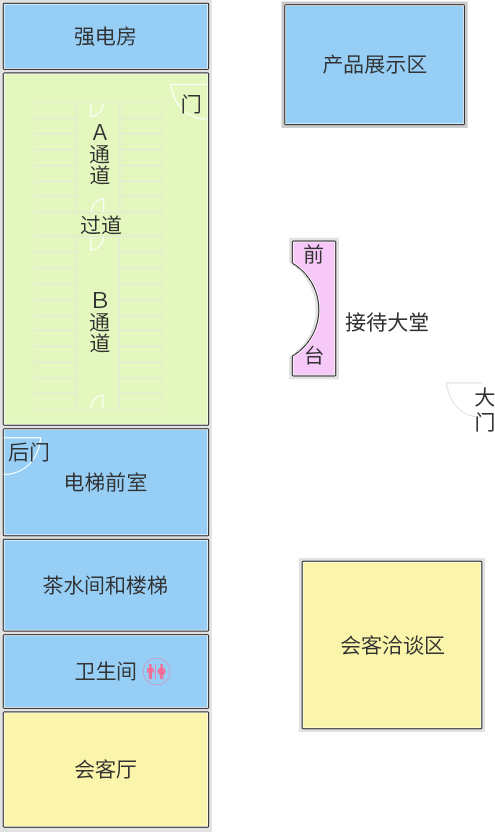 强电房
产品展示区
门
A
通
道
过道
B
通
道
前
台
接待大堂
大
门
后门
电梯前室
茶水间和楼梯
会客洽谈区
卫生间
会客厅